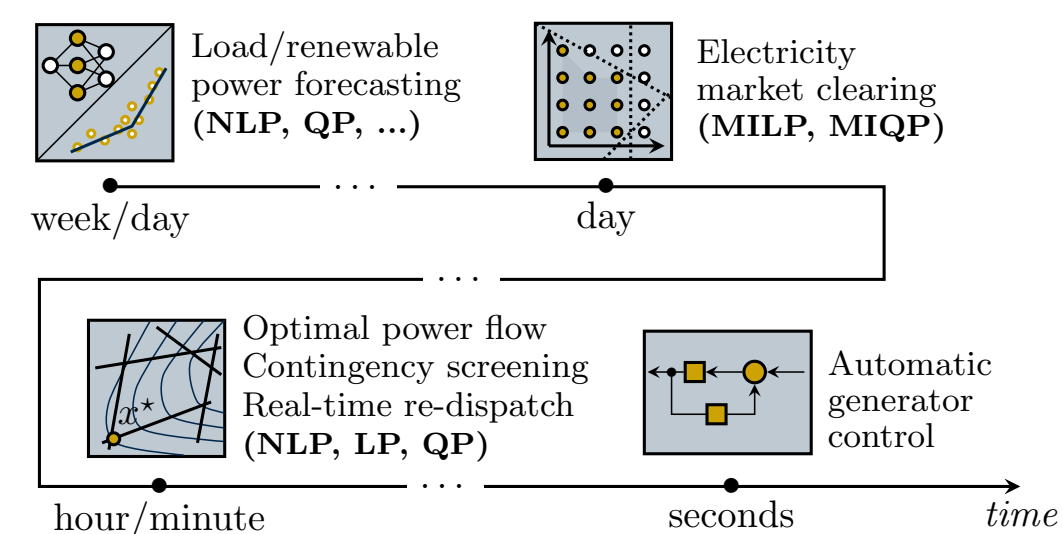 Load/renewable
power forecasting
(NLP, QP, ...)
Electricity
market clearing
(MILP, MIQP)
. . .
week/day
day
. . .
Optimal power flow
Contingency screening
Real-time re-dispatch
(NLP, LP, QP)
x⋆
Automatic
generator
control
. . .
hour/minute
seconds
time